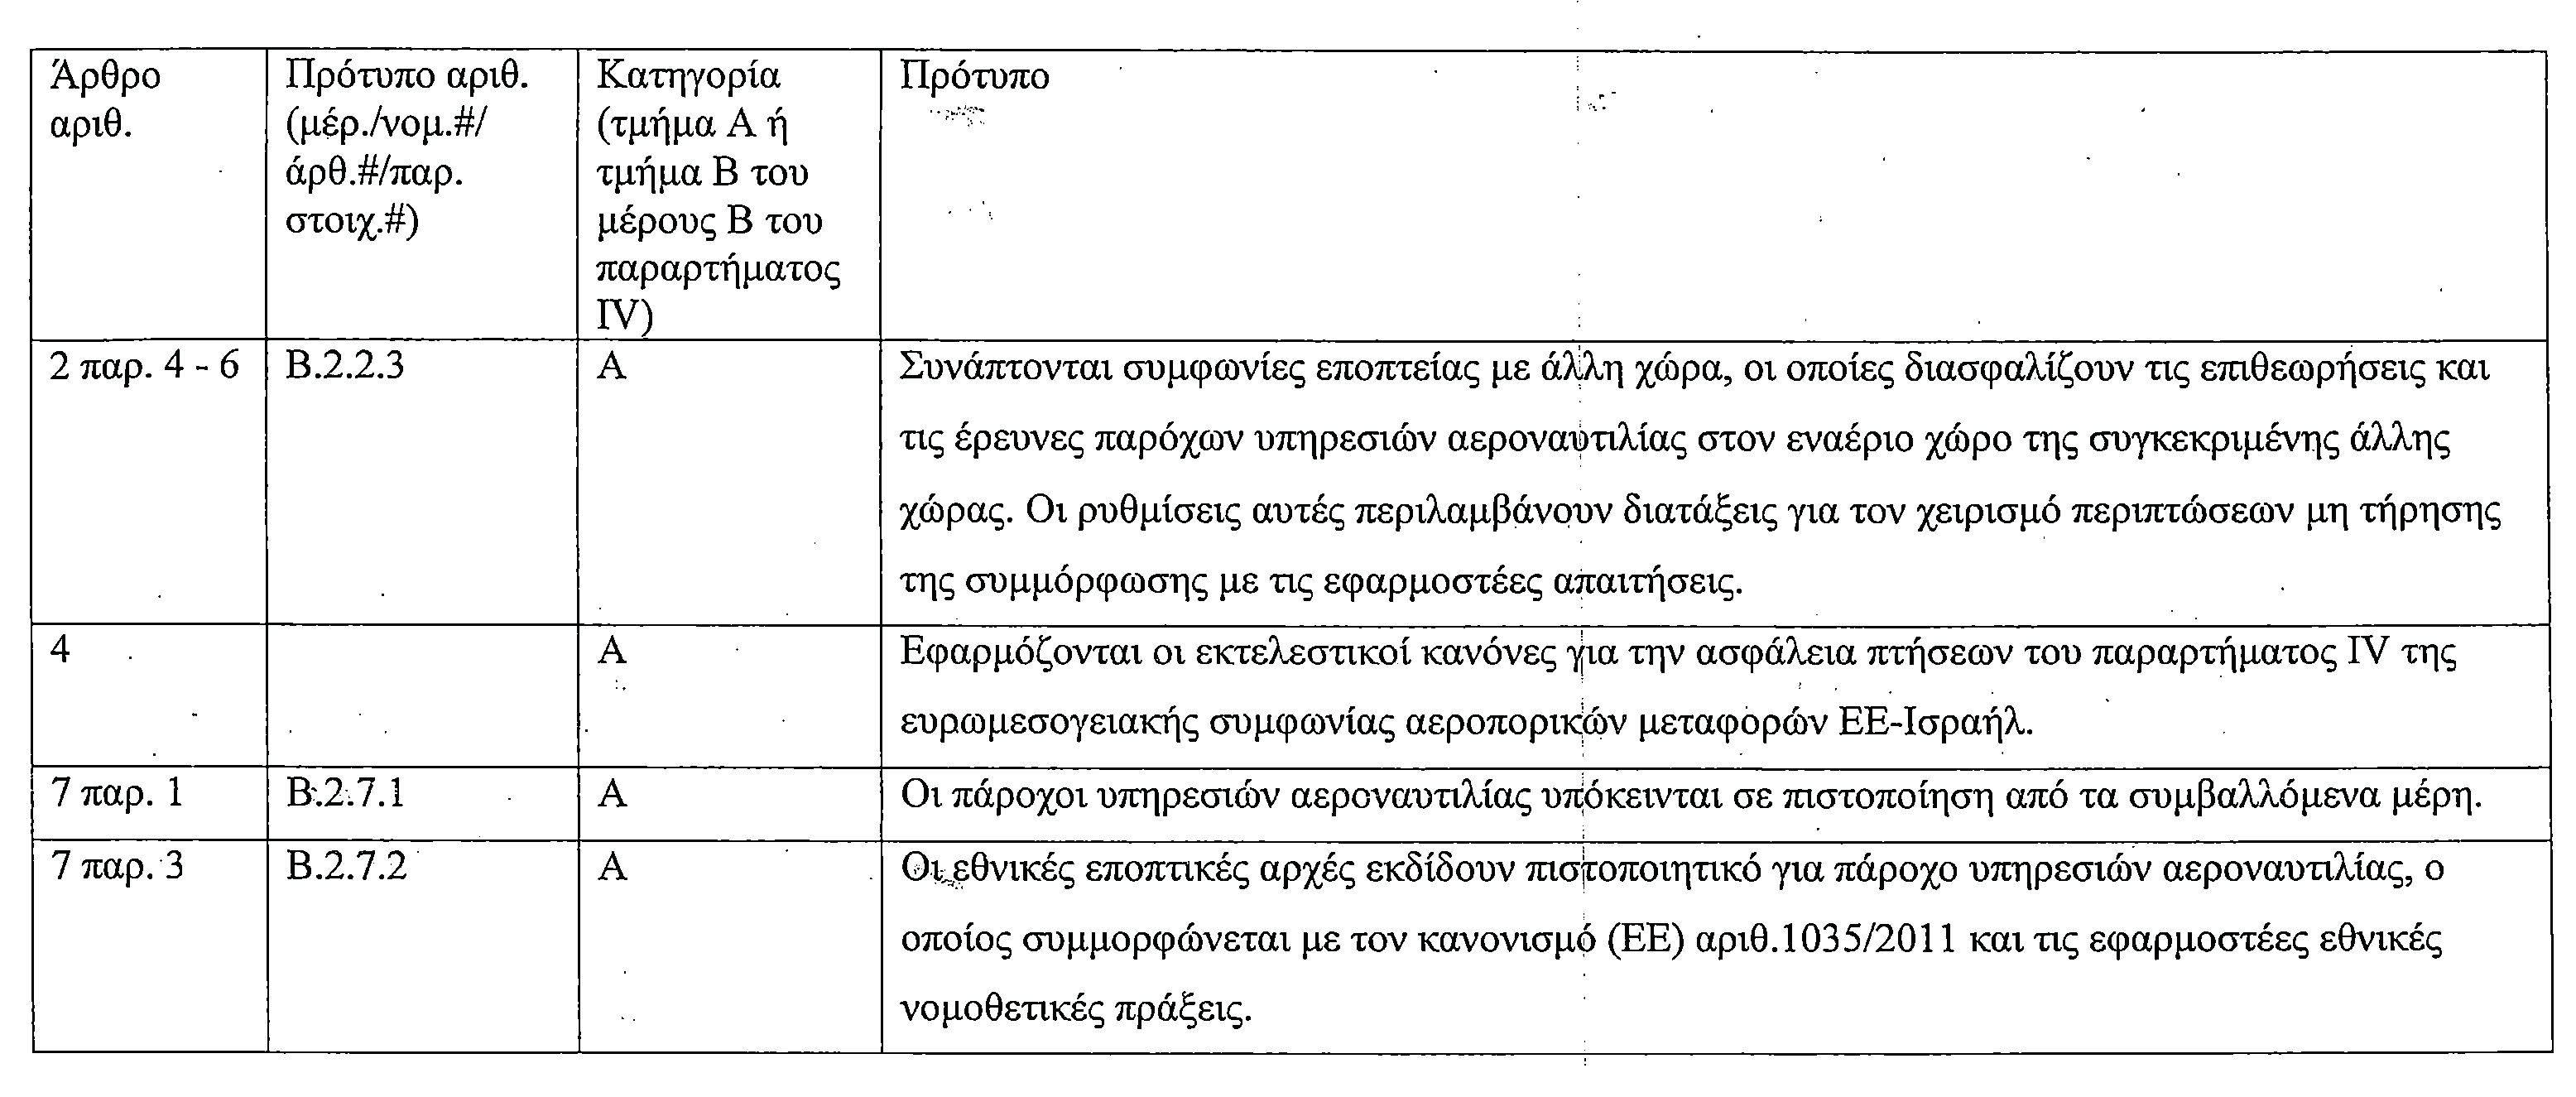 Άρθρο
αριθ.
Πρότυπο αριθ.
(μέρ./νομ.#/
άρθ.#/παρ.
στοιχ.#)
Κατηγορία
(τμήμα Α ή
τμήμα Β του
μέρους Β του
παραρτήματος
IV)
Πρότυπο
2 παρ. 4 - 6
Β.2.2.3
Α
Συνάπτονται συμφωνίες εποπτείας με άλλη χώρα, οι οποίες διασφαλίζουν τις επιθεωρήσεις και
τις έρευνες παρόχων υπηρεσιών αεροναυτιλίας στον εναέριο χώρο της συγκεκριμένης άλλης
χώρας. Οι ρυθμίσεις αυτές περιλαμβάνουν διατάξεις για τον χειρισμό περιπτώσεων μη τήρησης
της συμμόρφωσης με τις εφαρμοστέες απαιτήσεις.
4
Α
Εφαρμόζονται οι εκτελεστικοί κανόνες για την ασφάλεια πτήσεων του παραρτήματος IV της
ευρωμεσογειακής συμφωνίας αεροπορικών μεταφορών ΕΕ-Ισραήλ.
7 παρ. 1
Β.2.7.1
Α
Οι πάροχοι υπηρεσιών αεροναυτιλίας υπόκεινται σε πιστοποίηση από τα συμβαλλόμενα μέρη.
7 παρ. 3
Β.2.7.2
Α
Οι εθνικές εποπτικές αρχές εκδίδουν πιστοποιητικό για πάροχο υπηρεσιών αεροναυτιλίας, ο
οποίος συμμορφώνεται με τον κανονισμό (ΕΕ) αριθ.1035/2011 και τις εφαρμοστέες εθνικές
νομοθετικές πράξεις.